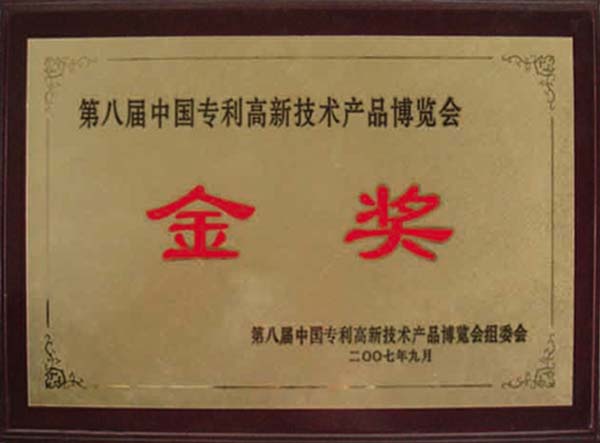 第八届中国专利高新技术产品博览会
金奖
第八届中国专利高新技术产品博览会组委会
二〇〇七年九月